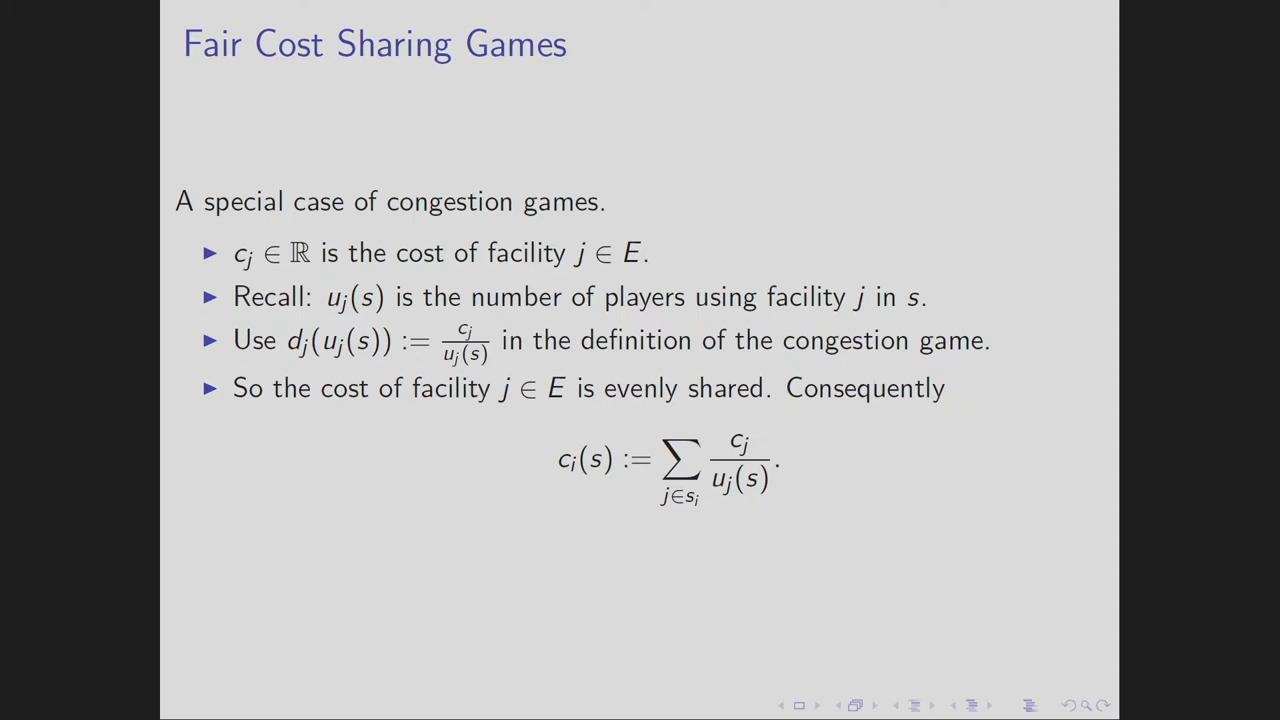 Fair Cost Sharing Games
A special case of congestion games.
▶ c_j ∈ ℝ is the cost of facility j ∈ E.
▶ Recall: u_j(s) is the number of players using facility j in s.
▶ Use d_j(u_j(s)) := c_j / u_j(s) in the definition of the congestion game.
▶ So the cost of facility j ∈ E is evenly shared. Consequently
c_i(s) := ∑_{j∈s_i} c_j / u_j(s).